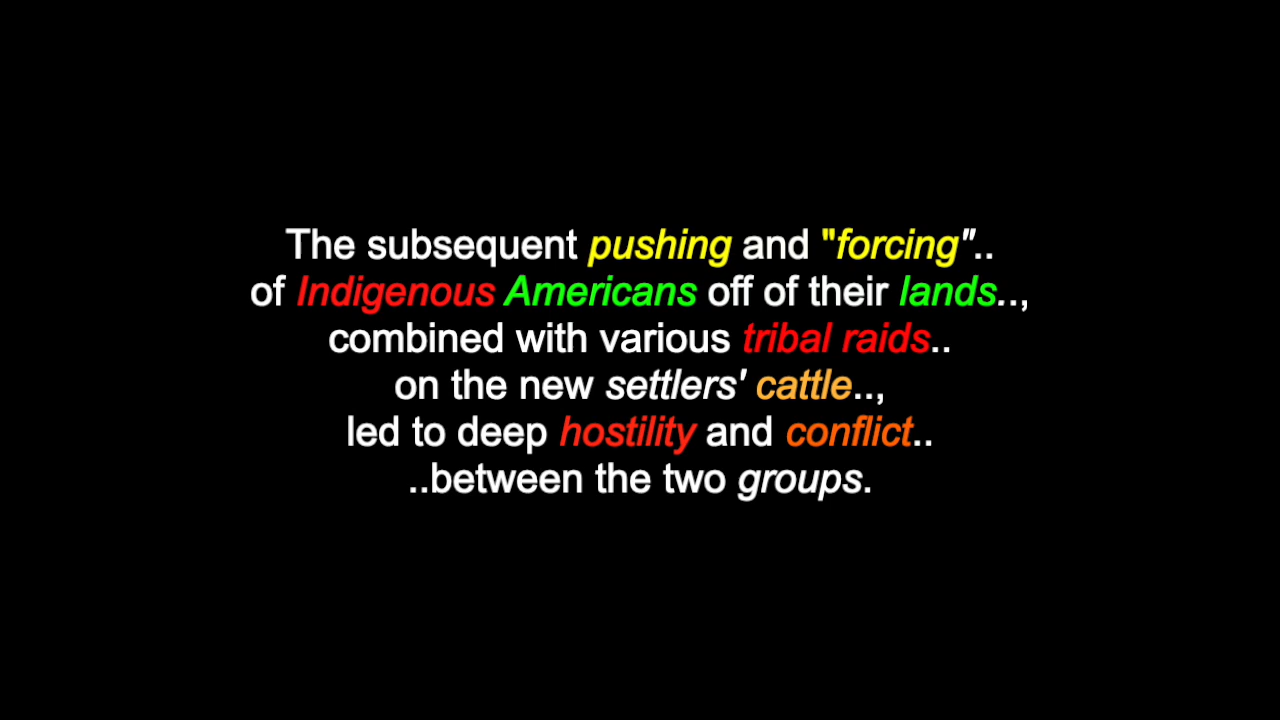 The subsequent pushing and "forcing"..
of Indigenous Americans off of their lands..,
combined with various tribal raids..
on the new settlers' cattle..,
led to deep hostility and conflict..
..between the two groups.